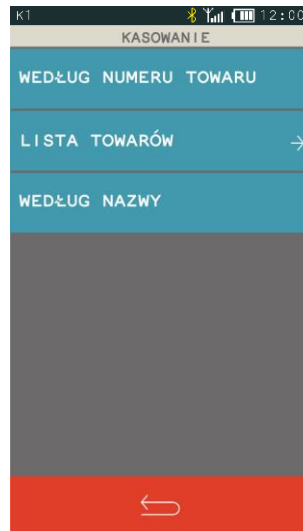 K1 12:00
KASOWANIE
WEDŁUG NUMERU TOWARU
LISTA TOWARÓW
WEDŁUG NAZWY